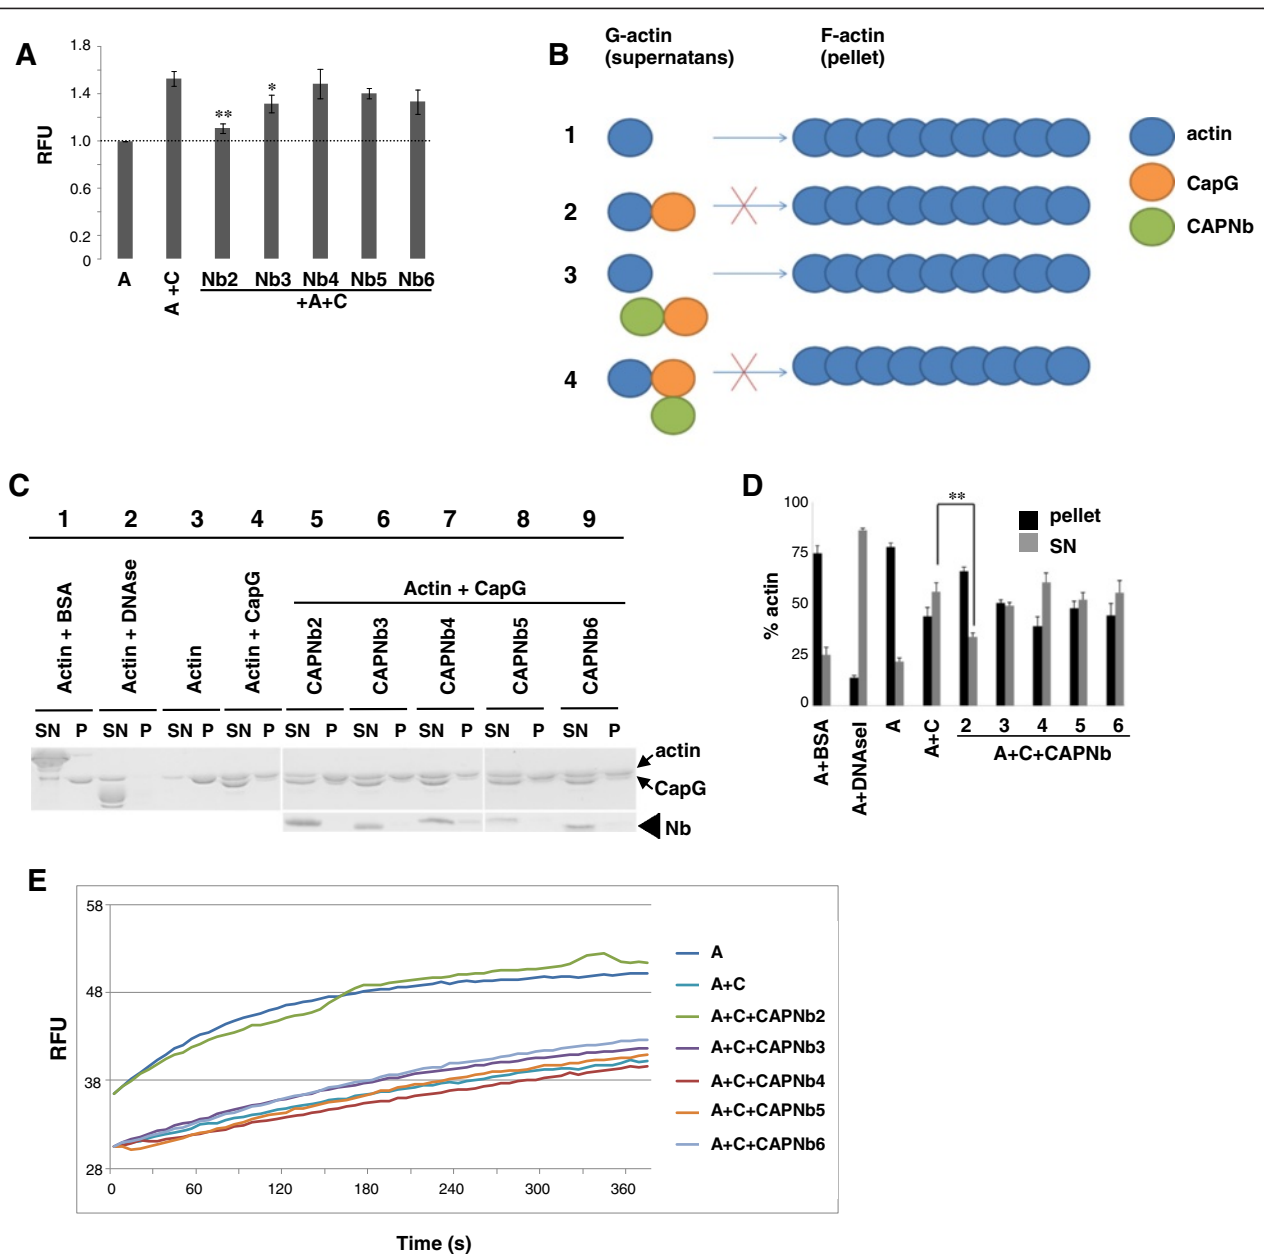 A
1.8
1.4
1.0
0.6
0.2
0
RFU
** *
A A+C Nb2 Nb3 Nb4 Nb5 Nb6
+A+C
B
G-actin
(supernatans)
F-actin
(pellet)
1
2
3
4
actin
CapG
CAPNb
C
1 2 3 4 5 6 7 8 9
Actin + BSA
Actin + DNAse
Actin
Actin + CapG
Actin + CapG
CAPNb2
CAPNb3
CAPNb4
CAPNb5
CAPNb6
SN P SN P SN P SN P SN P SN P SN P SN P SN P
actin
CapG
Nb
D
100
75
50
25
0
% actin
**
pellet
SN
A+BSA
A+DNAseI
A
A+C
2 3 4 5 6
A+C+CAPNb
E
58
48
38
28
RFU
0 60 120 180 240 300 360
Time (s)
A
A+C
A+C+CAPNb2
A+C+CAPNb3
A+C+CAPNb4
A+C+CAPNb5
A+C+CAPNb6